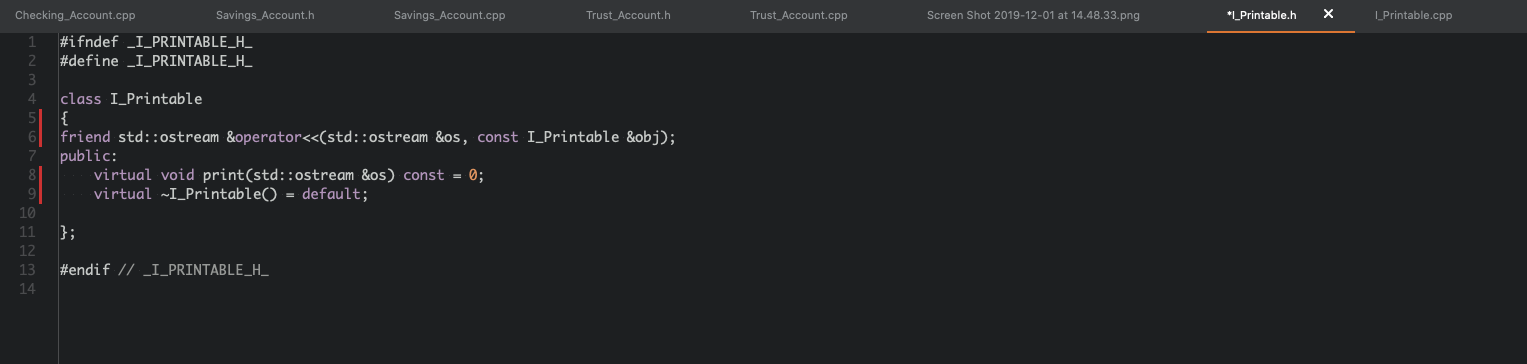 Checking_Account.cpp Savings_Account.h Savings_Account.cpp Trust_Account.h Trust_Account.cpp Screen Shot 2019-12-01 at 14.48.33.png *I_Printable.h × I_Printable.cpp
1 #ifndef _I_PRINTABLE_H_
2 #define _I_PRINTABLE_H_
3
4 class I_Printable
5 {
6 friend std::ostream &operator<<(std::ostream &os, const I_Printable &obj);
7 public:
8     virtual void print(std::ostream &os) const = 0;
9     virtual ~I_Printable() = default;
10
11 };
12
13 #endif // _I_PRINTABLE_H_
14